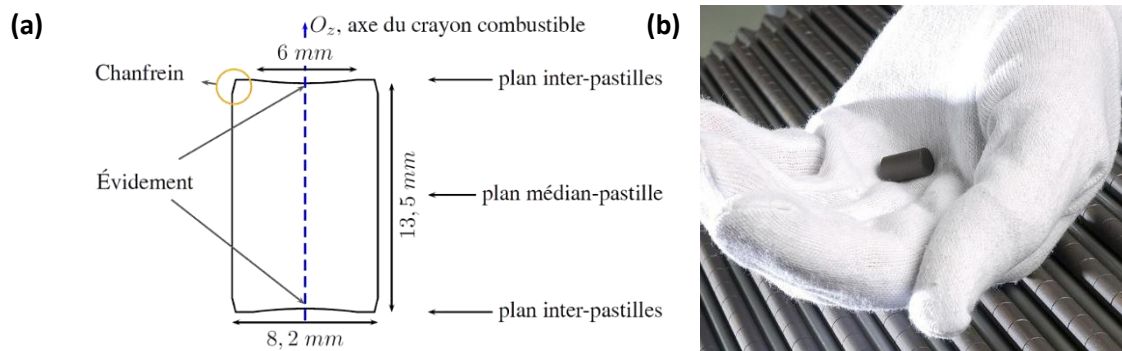 (a)
O_z, axe du crayon combustible
(b)
6 mm
Chanfrein
plan inter-pastilles
Évidement
plan médian-pastille
13, 5 mm
plan inter-pastilles
8, 2 mm